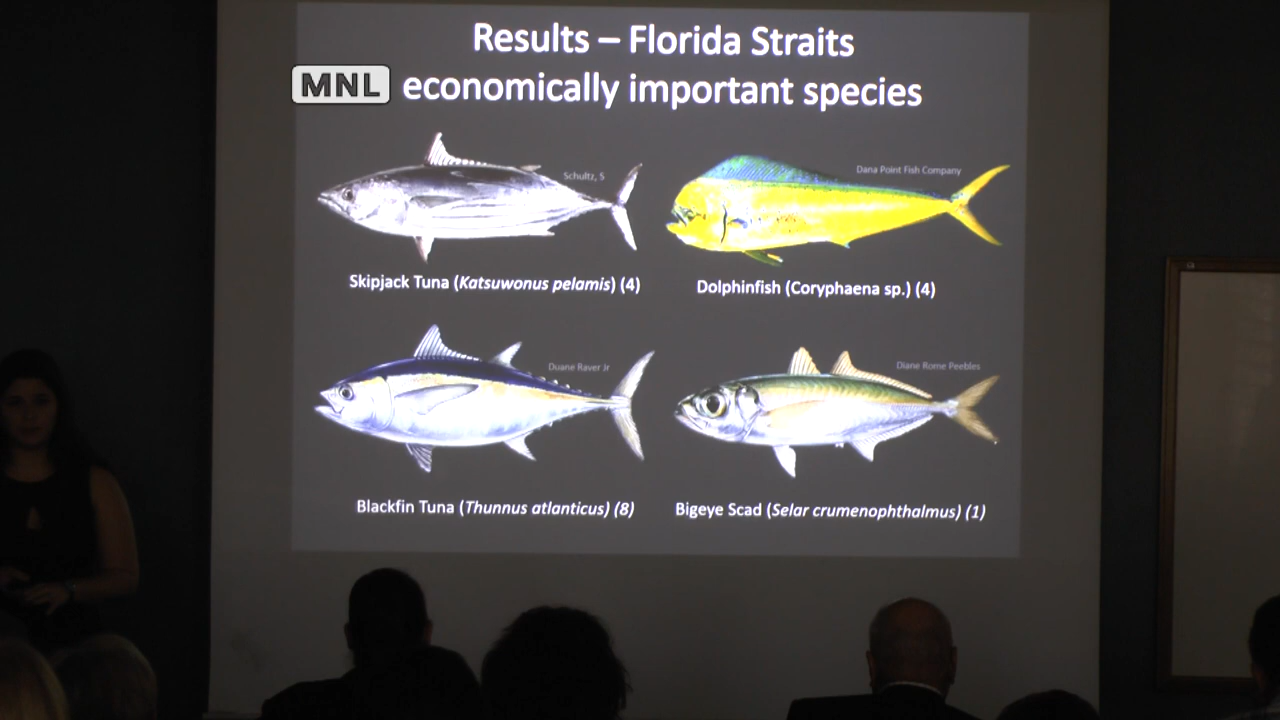 Results – Florida Straits
MNL economically important species
Schultz, 5
Dana Point Fish Company
Skipjack Tuna (Katsuwonus pelamis) (4)
Dolphinfish (Coryphaena sp.) (4)
Duane Raver Jr
Diane Rome Peebles
Blackfin Tuna (Thunnus atlanticus) (8)
Bigeye Scad (Selar crumenophthalmus) (1)